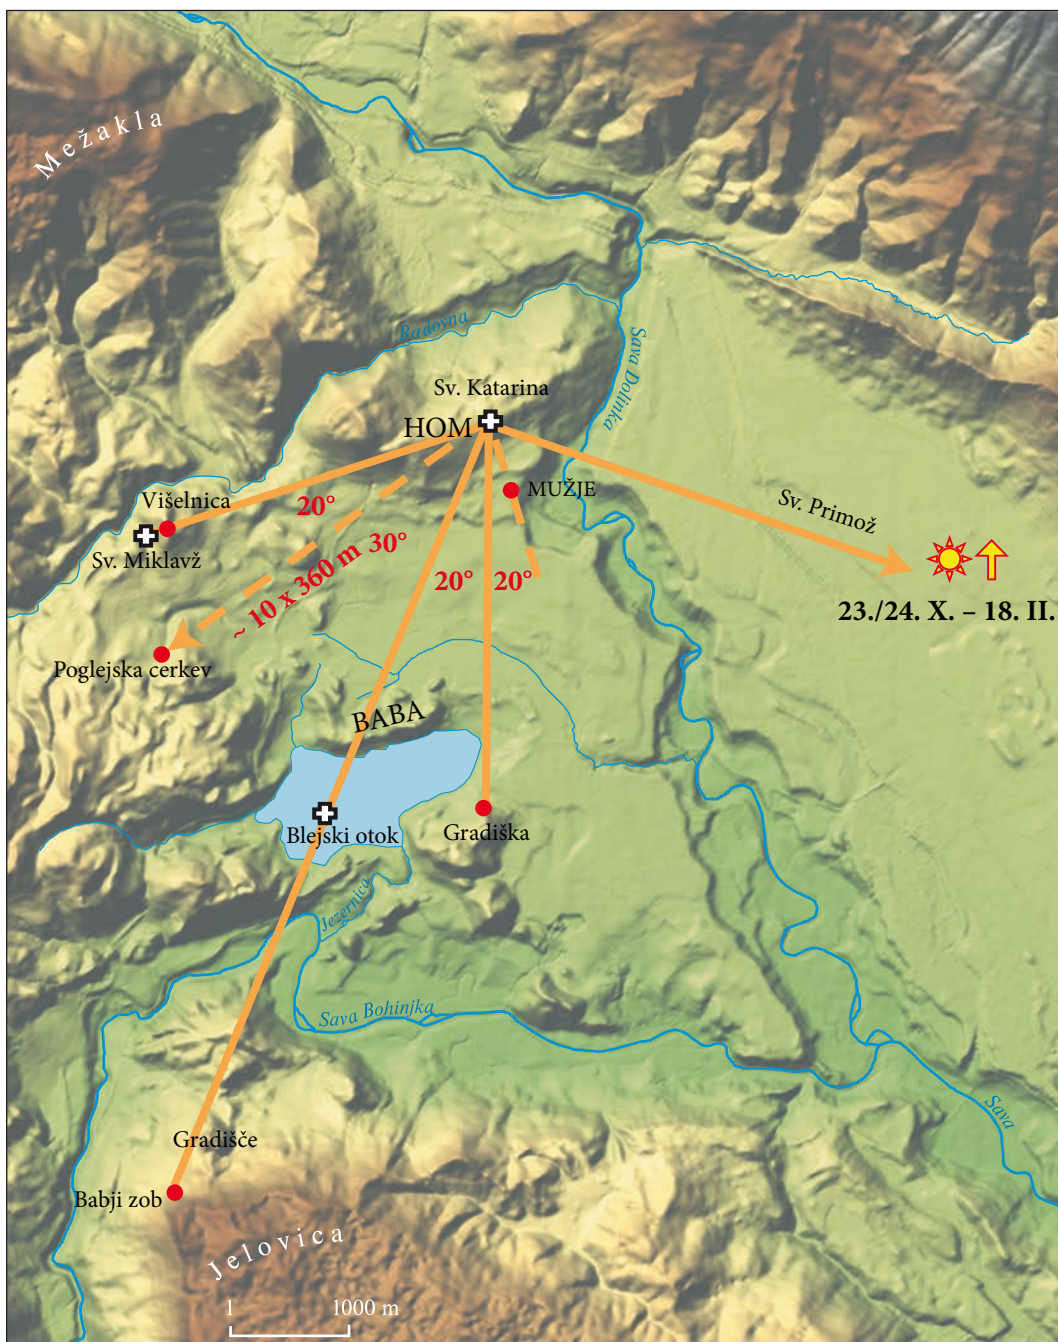 Mežakla
Radovna
Sava Dolinka
Sv. Katarina
HOM
MUŽJE
Višelnica
20°
Sv. Miklavž
Sv. Primož
~ 10 x 360 m 30°
20° 20°
23./24. X. – 18. II.
Poglejska cerkev
BABA
Blejski otok
Gradiška
Jezernica
Sava Bohinjka
Sava
Gradišče
Babji zob
Jelovica
1 1000 m